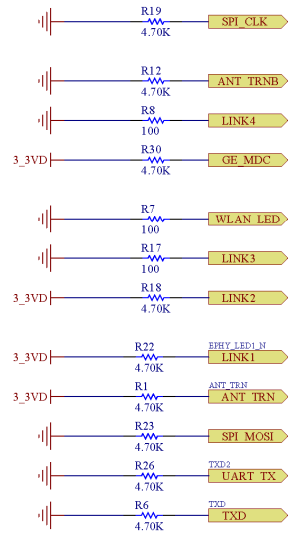 R19
SPI_CLK
4.70K
R12
ANT_TRNB
4.70K
R8
LINK4
100
R30
3_3VD
GE_MDC
4.70K
R7
WLAN_LED
100
R17
LINK3
100
R18
3_3VD
LINK2
4.70K
R22
EPHY_LED1_N
3_3VD
LINK1
4.70K
R1
ANT_TRN
3_3VD
ANT_TRN
4.70K
R23
SPI_MOSI
4.70K
R26
TXD2
UART_TX
4.70K
R6
TXD
TXD
4.70K